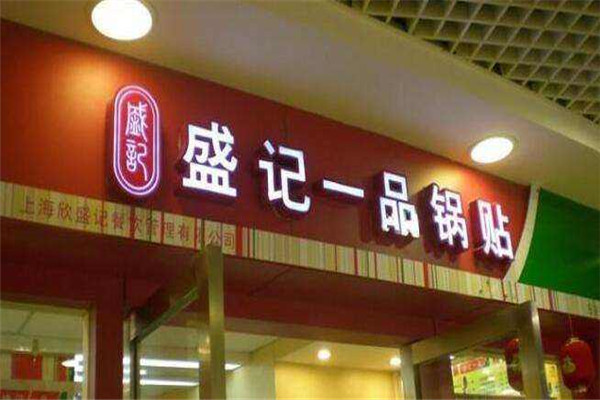 盛記
盛记一品锅贴
上海欣盛记餐饮管理有限公司